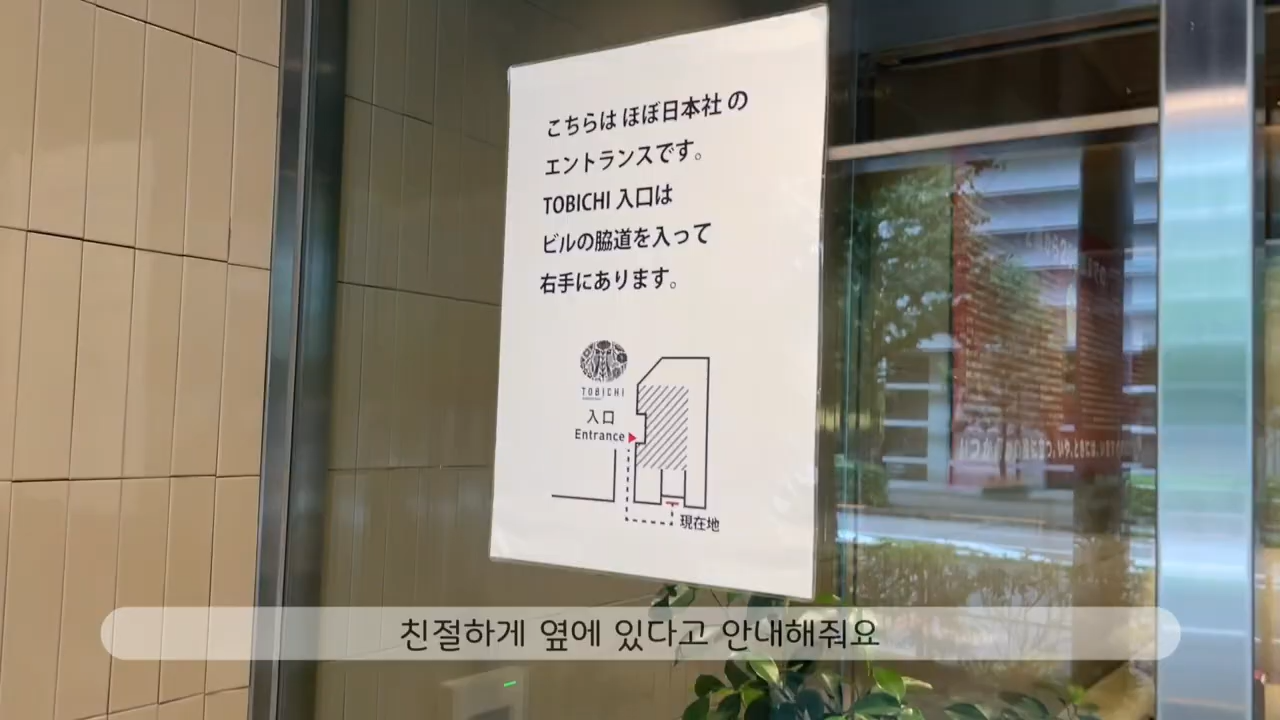 こちらは ほぼ日本社 の
エントランスです。
TOBICHI 入口は
ビルの脇道を入って
右手にあります。
TOBICHI
入口
Entrance
現在地
친절하게 옆에 있다고 안내해줘요